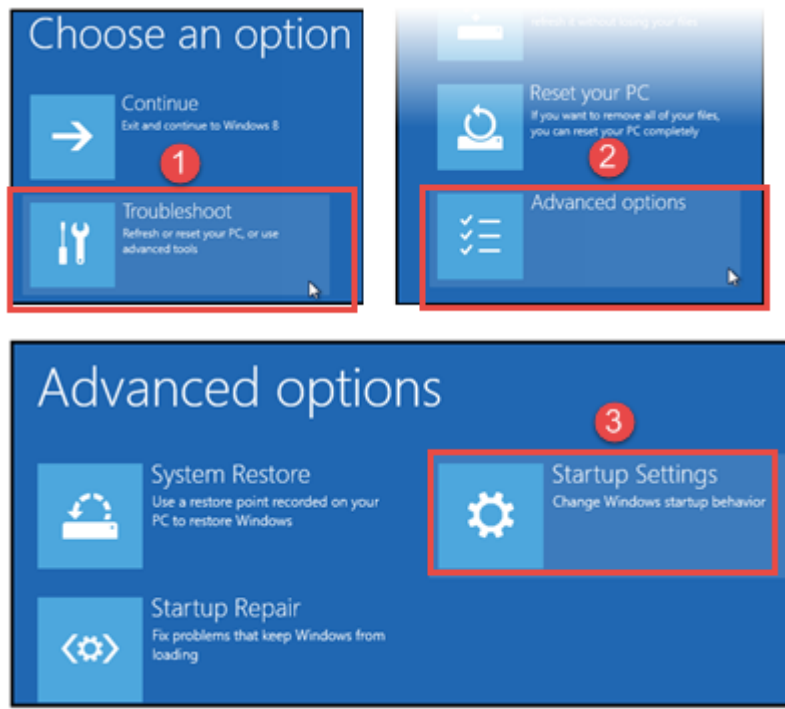 Choose an option
Continue
Exit and continue to Windows 8
1
Troubleshoot
Refresh or reset your PC, or use
advanced tools
refresh it without losing your files
Reset your PC
If you want to remove all of your files,
you can reset your PC completely
2
Advanced options
Advanced options
3
System Restore
Use a restore point recorded on your
PC to restore Windows
Startup Settings
Change Windows startup behavior
Startup Repair
Fix problems that keep Windows from
loading